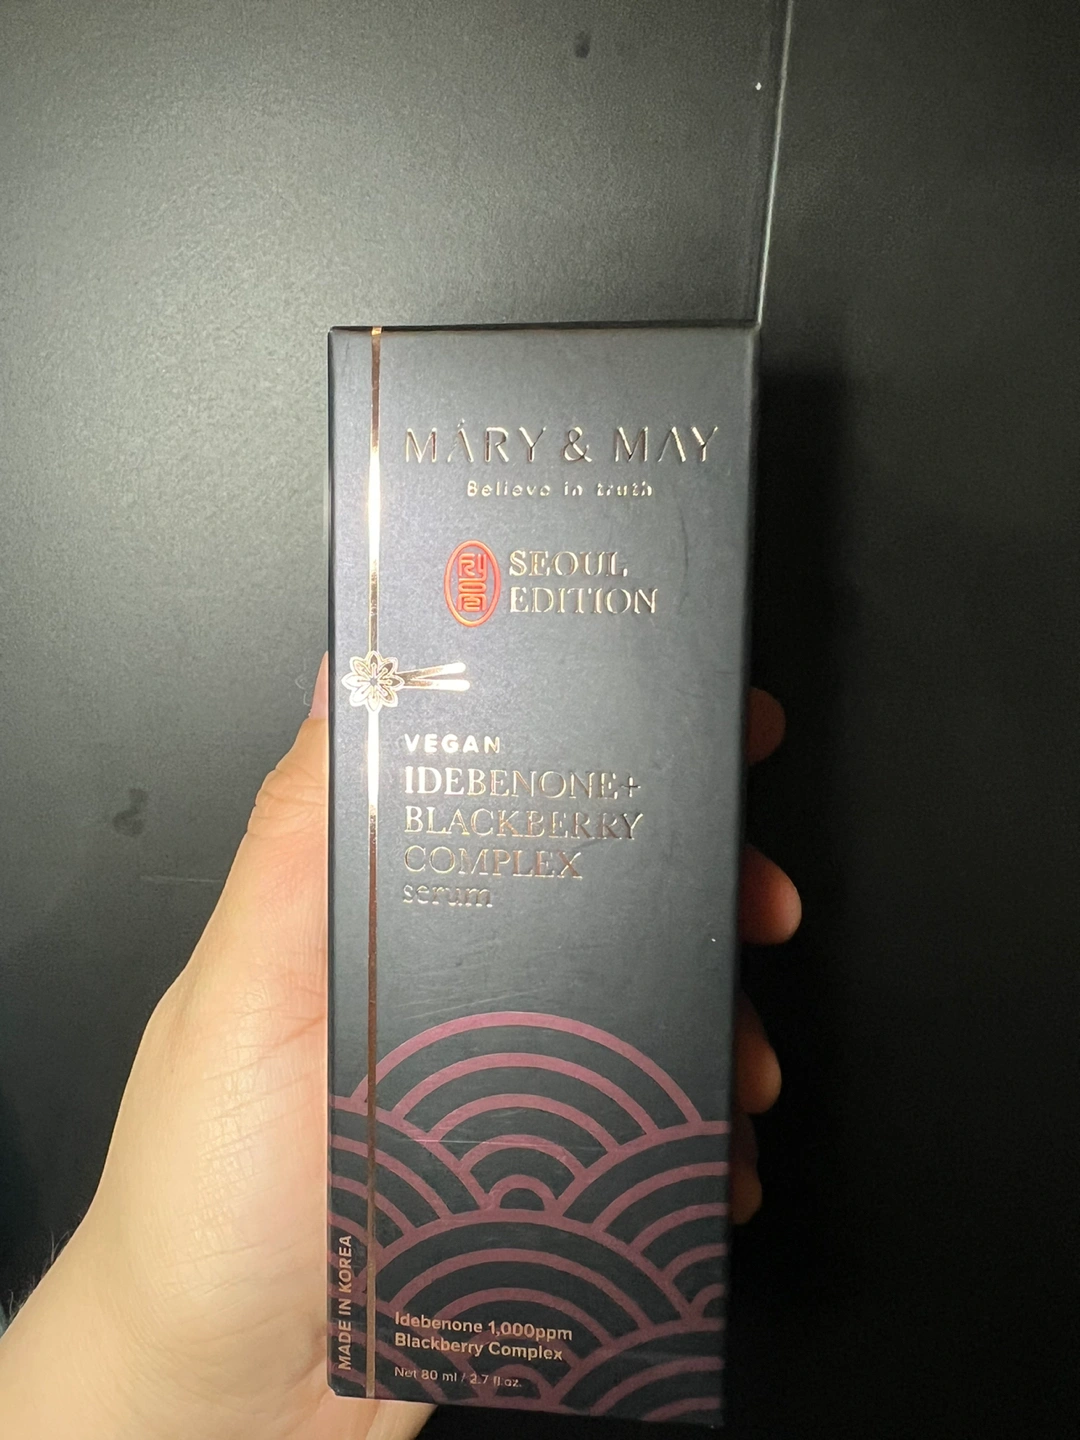 MARY & MAY
Believe in truth
SEOUL
EDITION
VEGAN
IDEBENONE+
BLACKBERRY
COMPLEX
serum
MADE IN KOREA
Idebenone 1,000ppm
Blackberry Complex
Net 80 ml / 2.7 fl.oz.